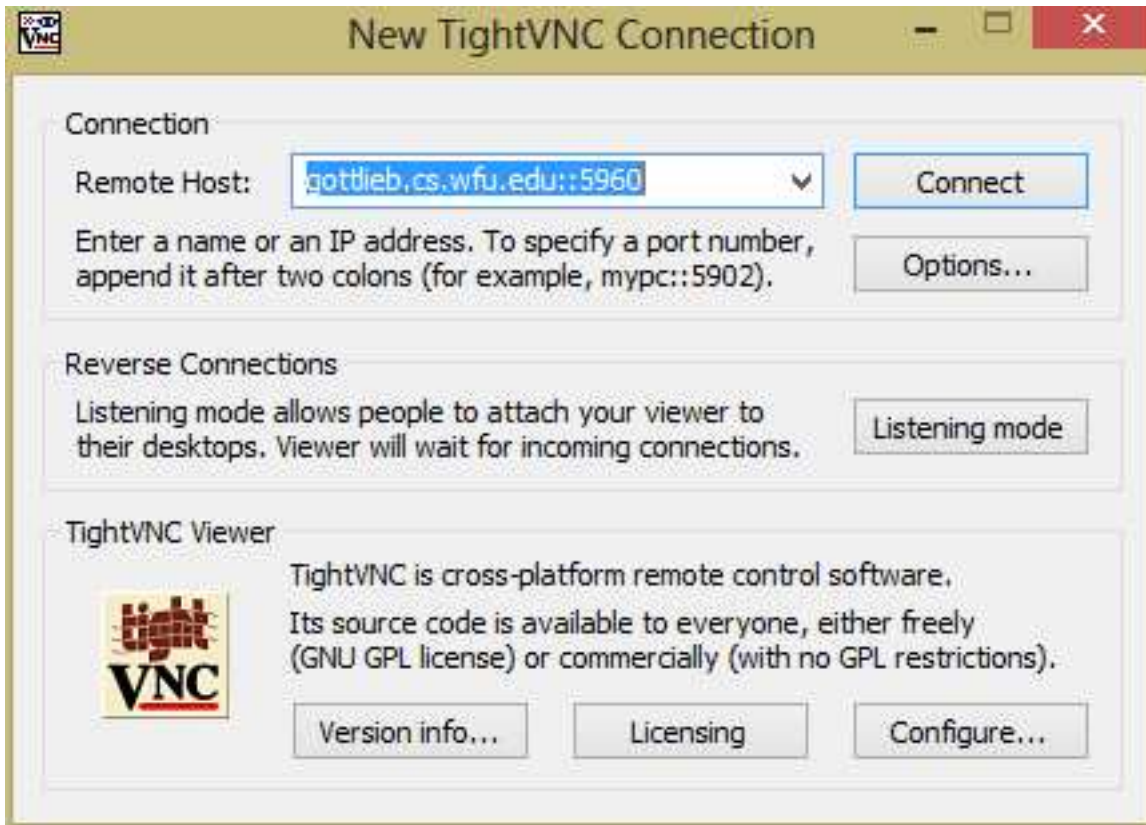 VNC
New TightVNC Connection
Connection
Remote Host:
gottlieb.cs.wfu.edu::5960
Connect
Enter a name or an IP address. To specify a port number,
append it after two colons (for example, mypc::5902).
Options...
Reverse Connections
Listening mode allows people to attach your viewer to
their desktops. Viewer will wait for incoming connections.
Listening mode
TightVNC Viewer
tight
VNC
TightVNC is cross-platform remote control software.
Its source code is available to everyone, either freely
(GNU GPL license) or commercially (with no GPL restrictions).
Version info...
Licensing
Configure...